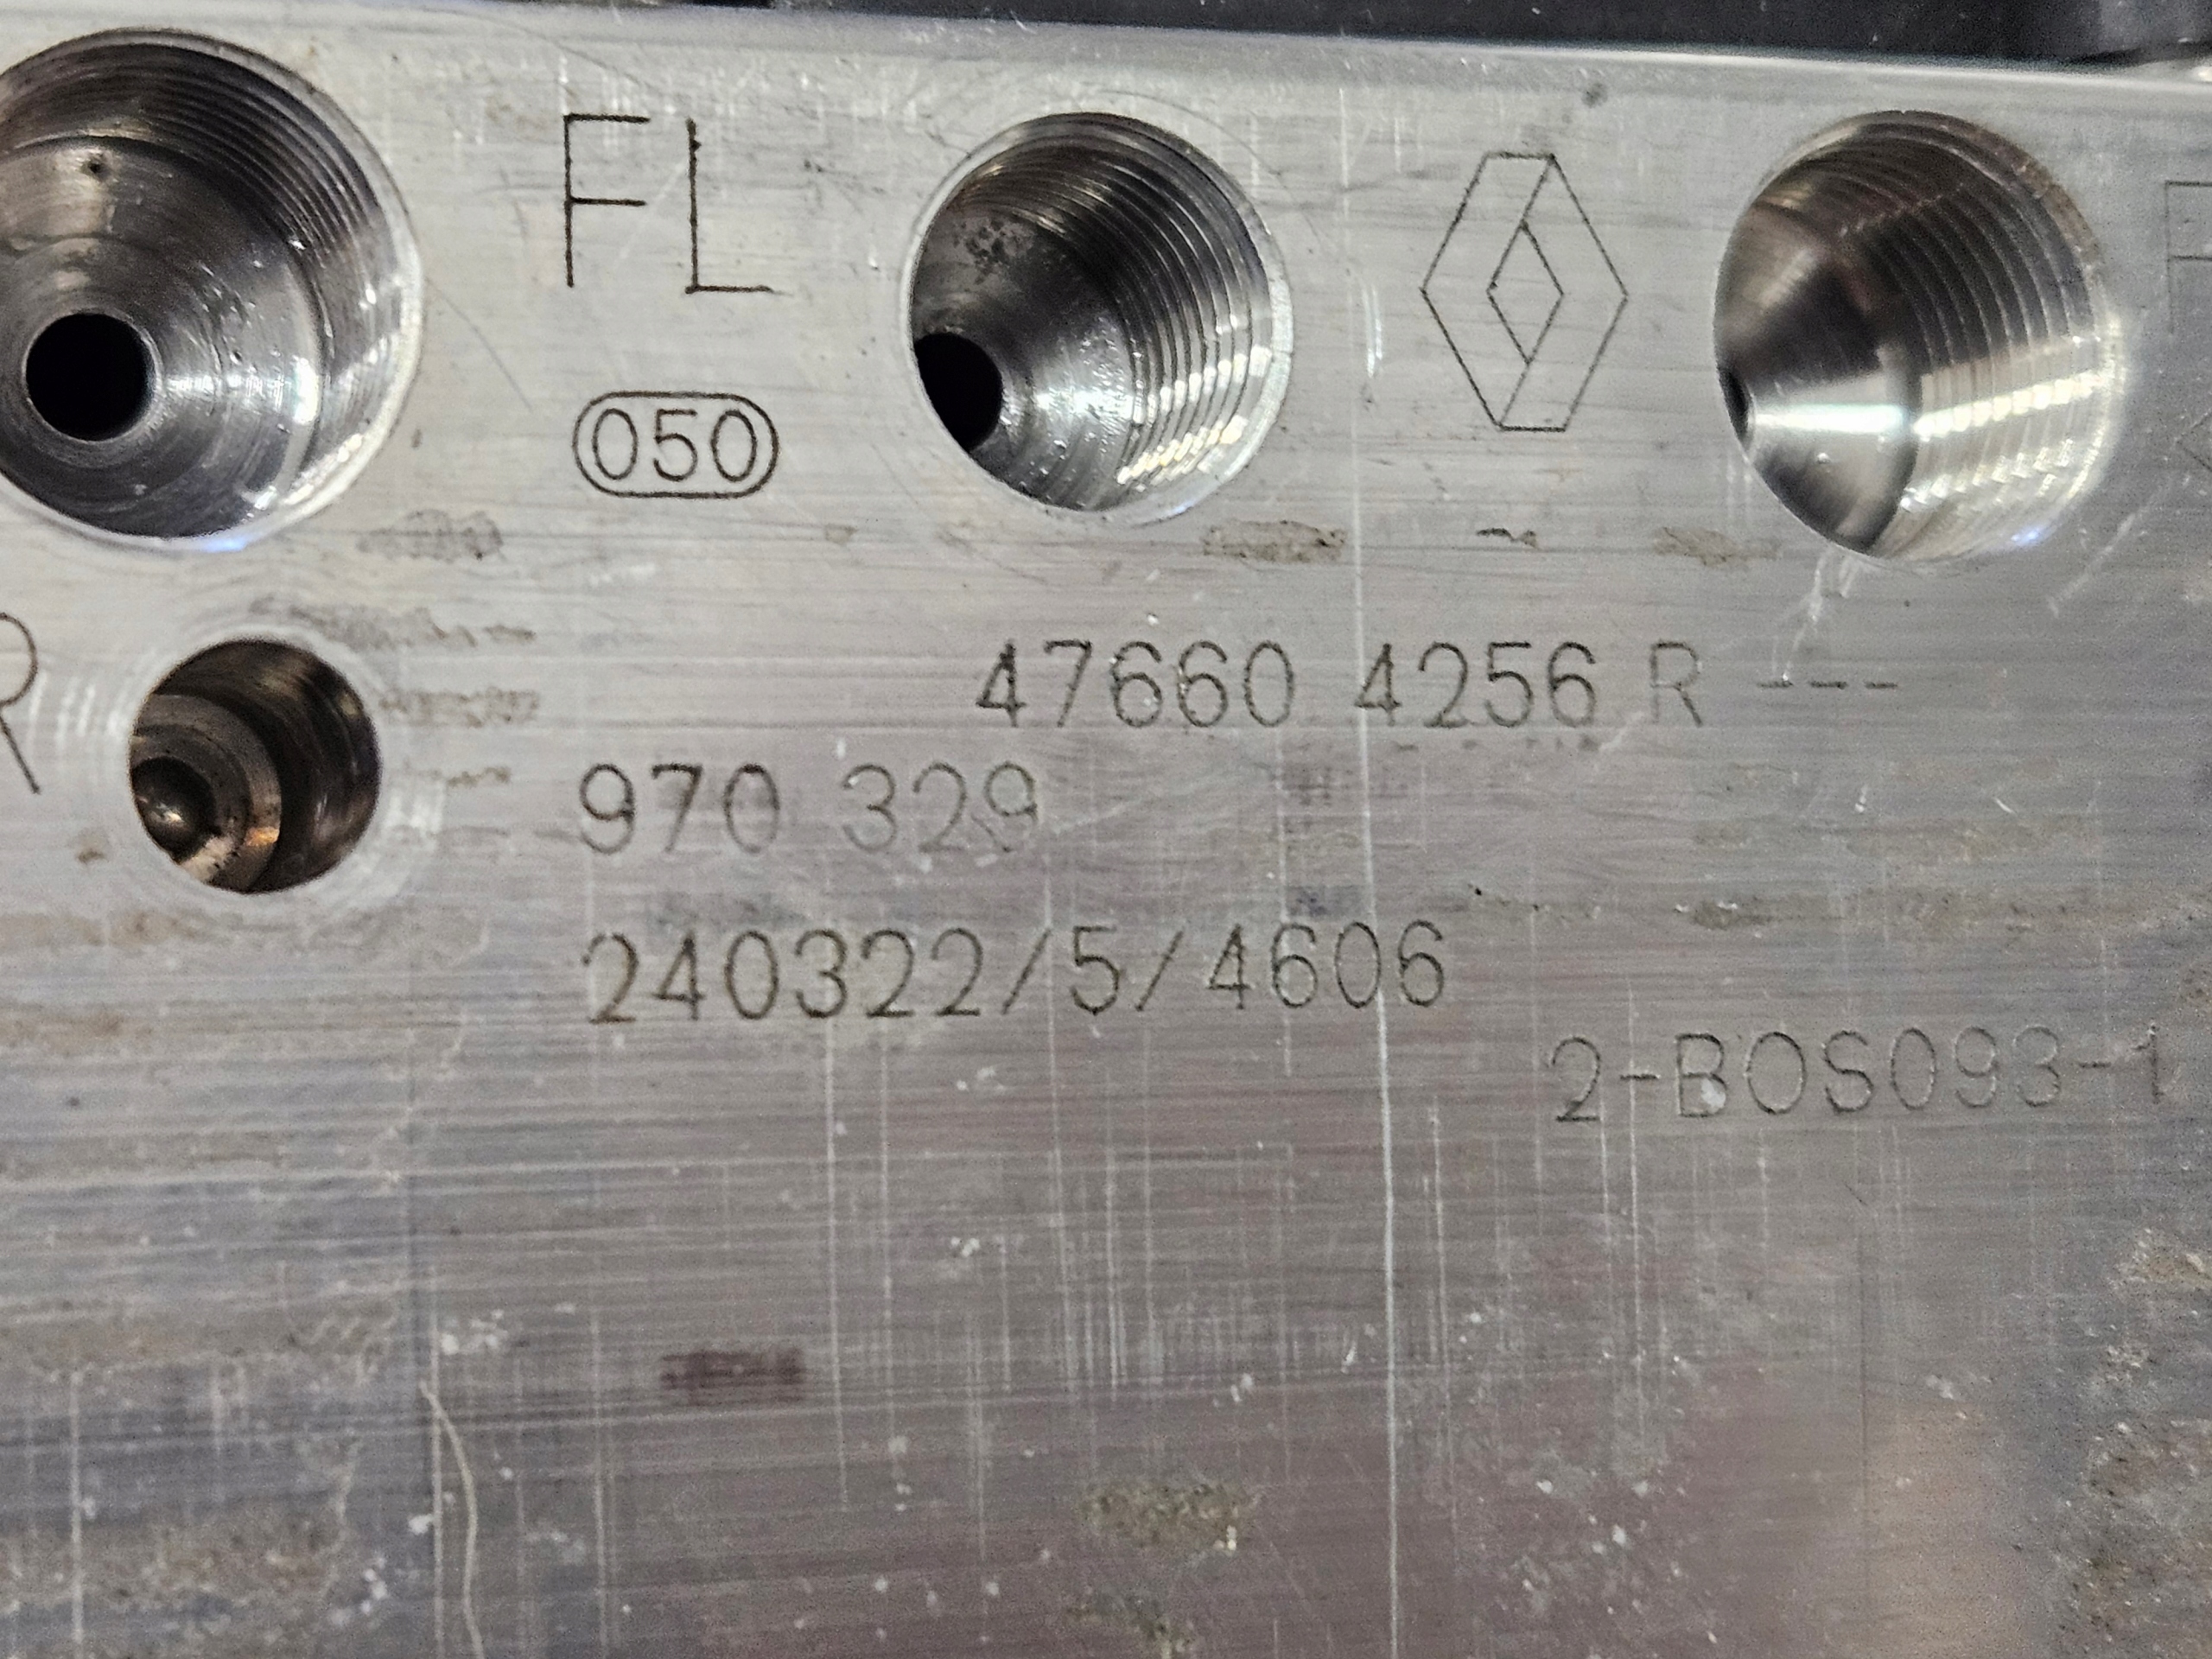 FL
050
R
47660 4256 R ---
970 329
240322/5/4606
2-BOS093-1